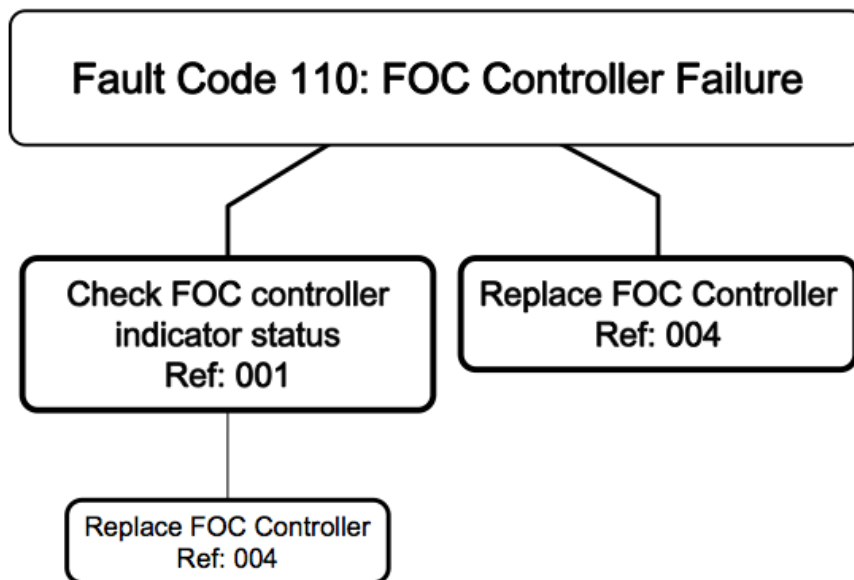 Fault Code 110: FOC Controller Failure
Check FOC controller
indicator status
Ref: 001
Replace FOC Controller
Ref: 004
Replace FOC Controller
Ref: 004